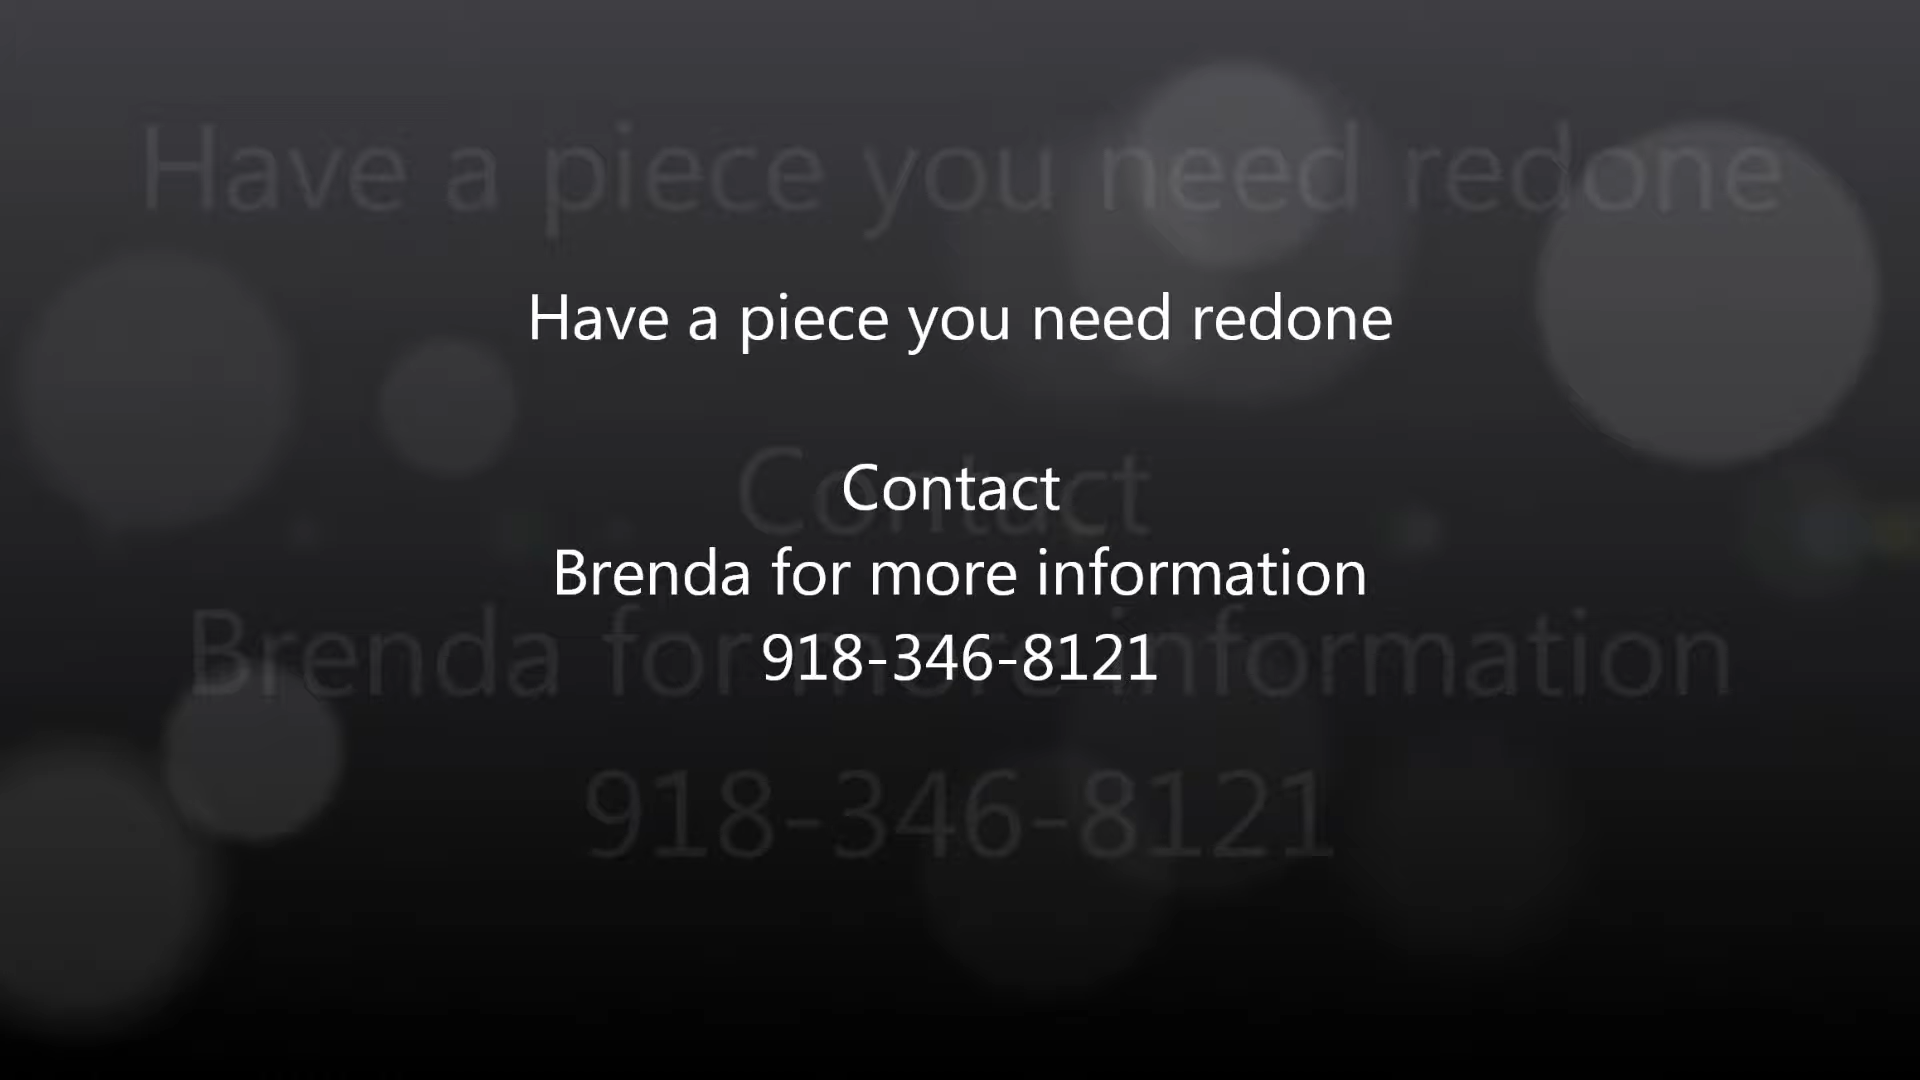 Have a piece you need redone
Contact
Brenda for more information
918-346-8121